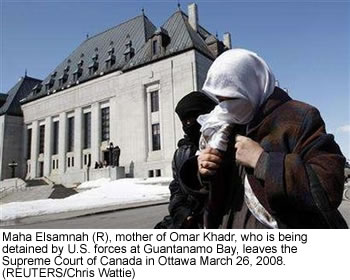 Maha Elsamnah (R), mother of Omar Khadr, who is being
detained by U.S. forces at Guantanamo Bay, leaves the
Supreme Court of Canada in Ottawa March 26, 2008.
(REUTERS/Chris Wattie)